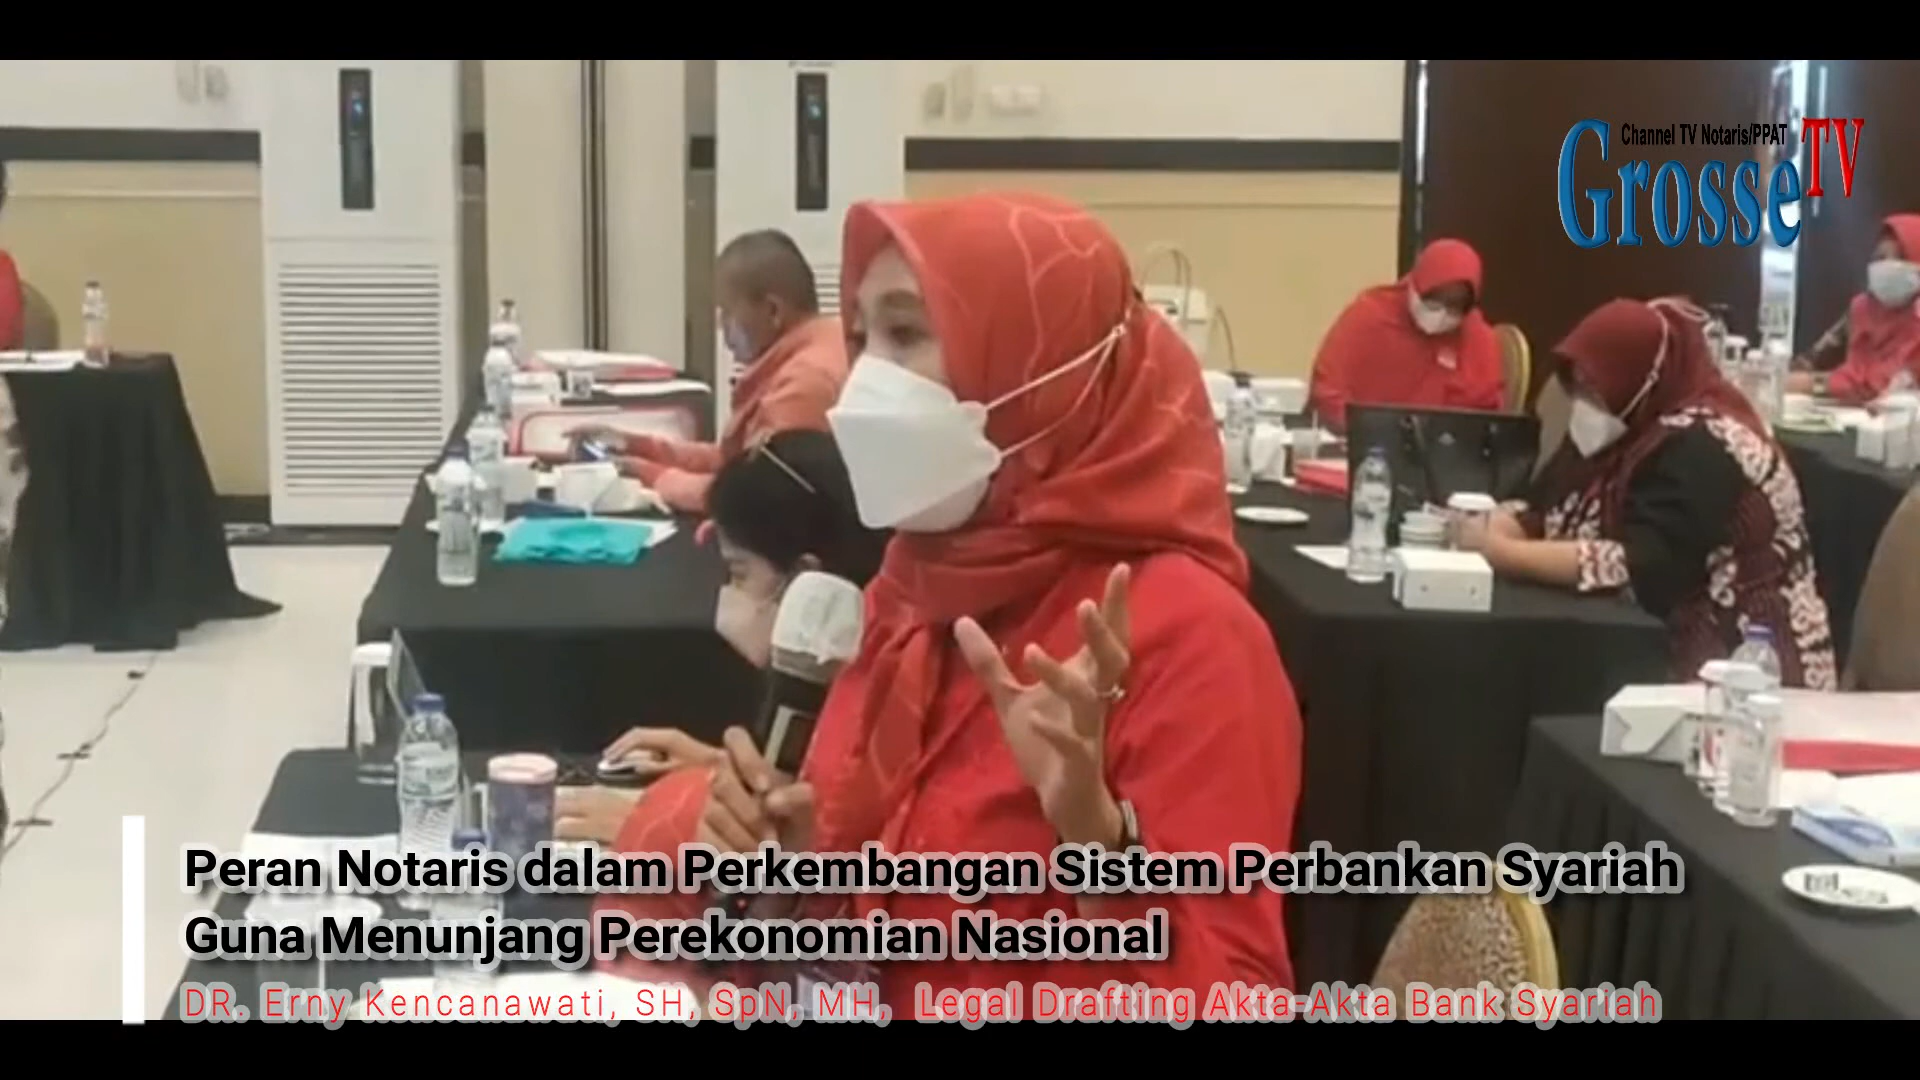 Channel TV Notaris/PPAT
Grosse TV
Peran Notaris dalam Perkembangan Sistem Perbankan Syariah
Guna Menunjang Perekonomian Nasional
DR. Erny Kencanawati, SH, SpN, MH, Legal Drafting Akta-Akta Bank Syariah